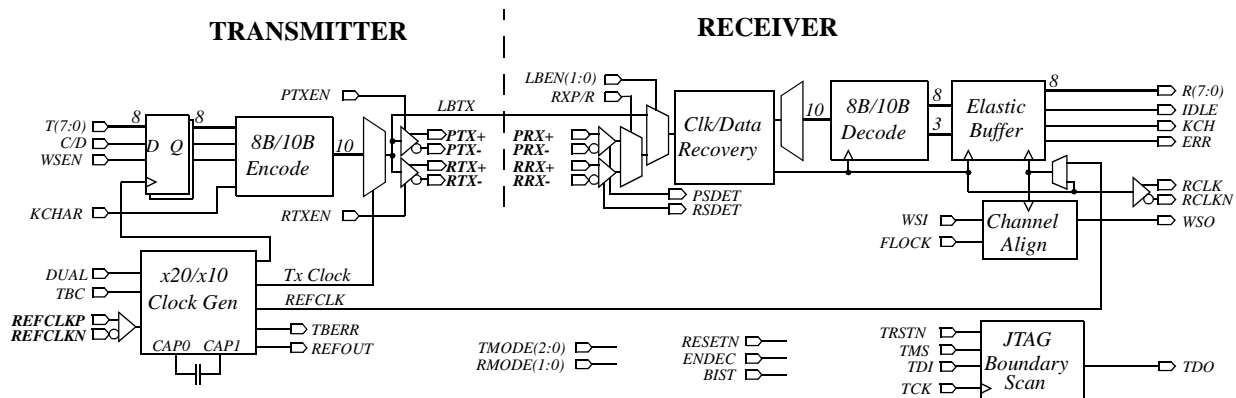 TRANSMITTER
RECEIVER
PTXEN
LBTX
LBEN(1:0)
RXP/R
8
8
T(7:0)
C/D
WSEN
D Q
8B/10B
Encode
10
PTX+
PTX-
RTX+
RTX-
KCHAR
RTXEN
PRX+
PRX-
RRX+
RRX-
PSDET
RSDET
Clk/Data
Recovery
10
8B/10B
Decode
8
3
Elastic
Buffer
8
R(7:0)
IDLE
KCH
ERR
RCLK
RCLKN
WSI
FLOCK
Channel
Align
WSO
DUAL
TBC
REFCLKP
REFCLKN
x20/x10
Clock Gen
CAP0 CAP1
Tx Clock
REFCLK
TBERR
REFOUT
TMODE(2:0)
RMODE(1:0)
RESETN
ENDEC
BIST
TRSTN
TMS
TDI
TCK
JTAG
Boundary
Scan
TDO